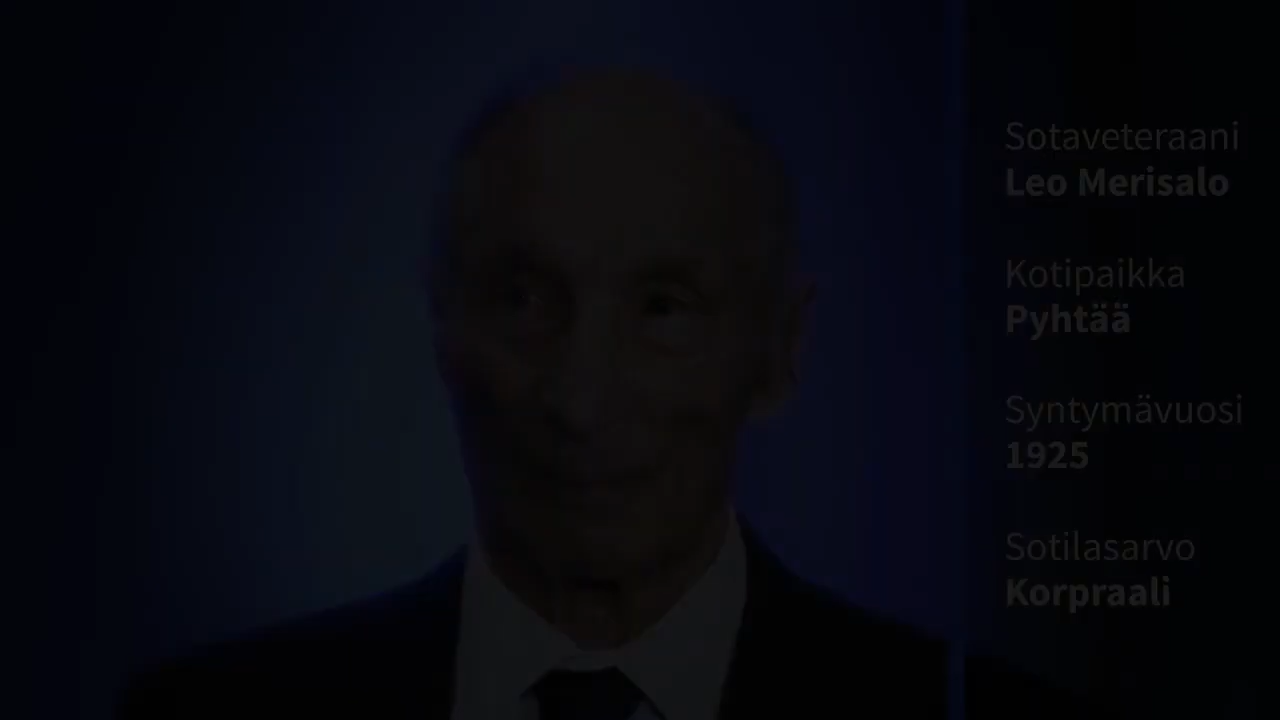 Sotaveteraani
Leo Merisalo
Kotipaikka
Pyhtää
Syntymävuosi
1925
Sotilasarvo
Korpraali